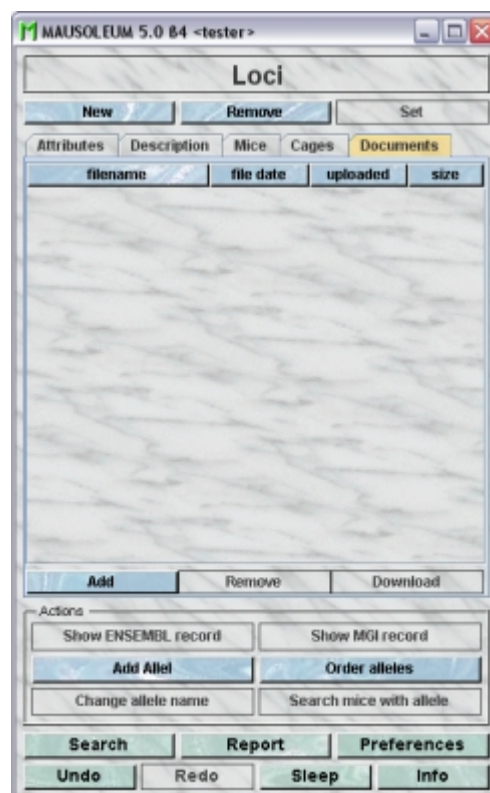 MAUSOLEUM 5.0 B4 <tester>
Loci
New Remove Set
Attributes Description Mice Cages Documents
filename file date uploaded size
Add Remove Download
Actions
Show ENSEMBL record Show MGI record
Add Allel Order alleles
Change allele name Search mice with allele
Search Report Preferences
Undo Redo Sleep Info